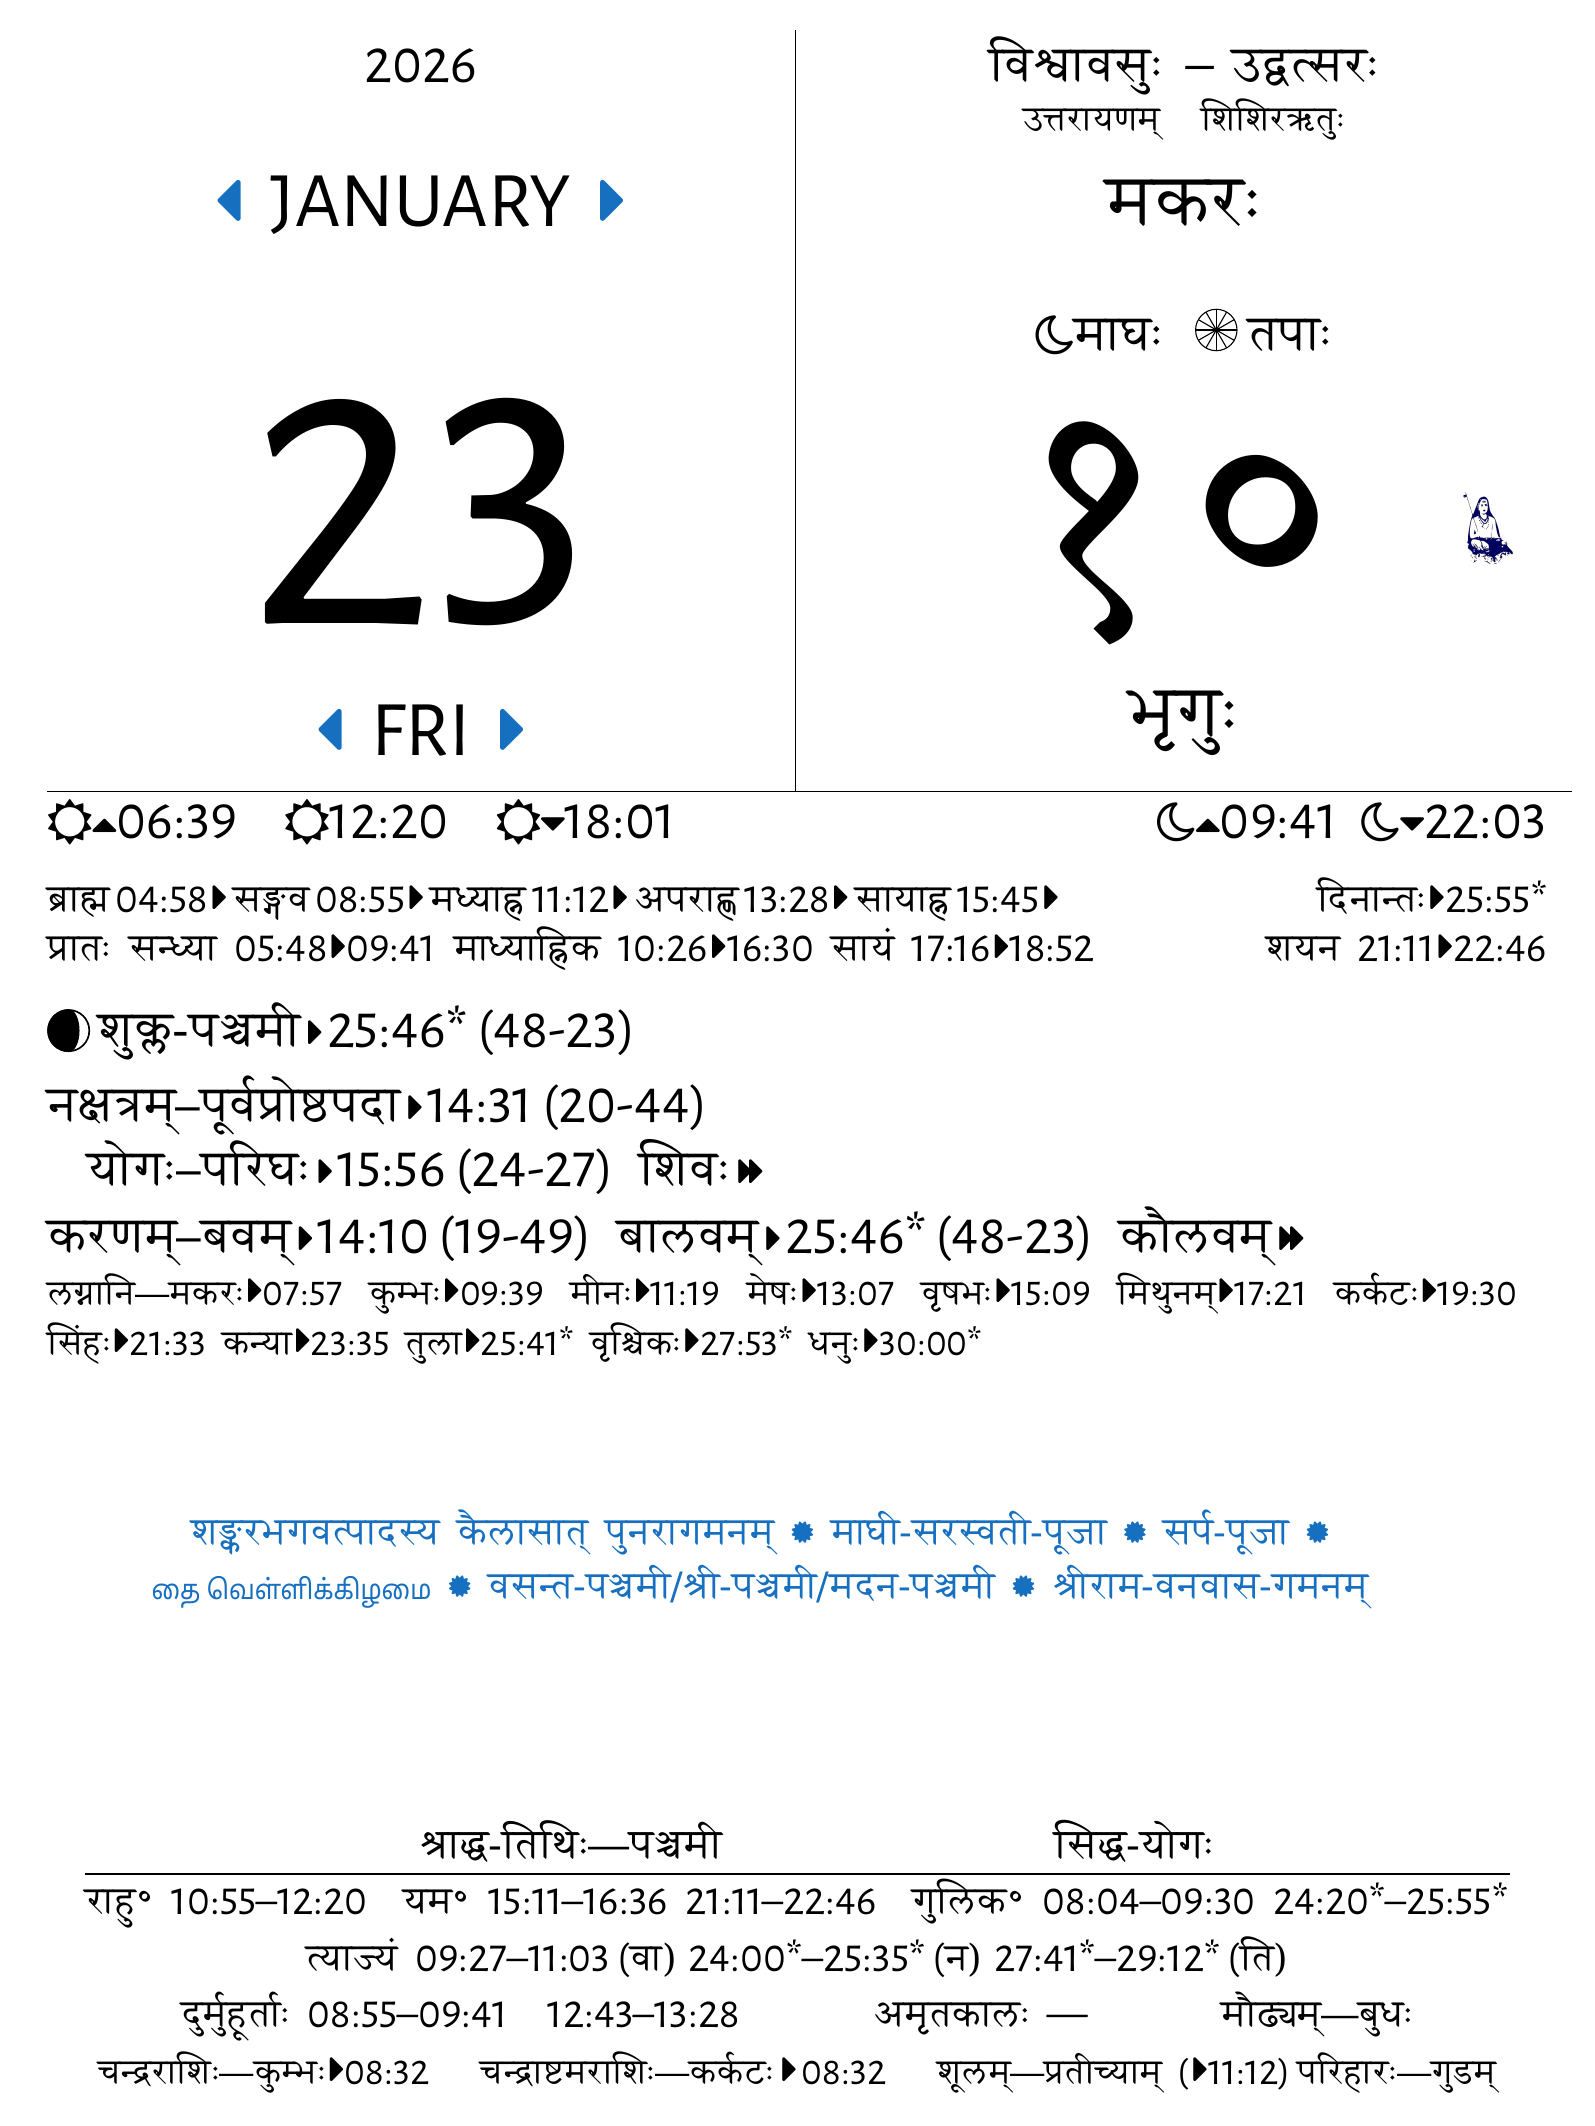 2026
JANUARY
23
FRI
विश्वावसुः – उद्वत्सरः
उत्तरायणम् शिशिरऋतुः
मकरः
माघः तपाः
१०
भृगुः
06:39 12:20 18:01 09:41 22:03
ब्राह्म 04:58 सङ्गव 08:55 मध्याह्न 11:12 अपराह्ण 13:28 सायाह्न 15:45 दिनान्तः 25:55*
प्रातः सन्ध्या 05:48 09:41 माध्याह्निक 10:26 16:30 सायं 17:16 18:52 शयन 21:11 22:46
शुक्ल-पञ्चमी 25:46* (48-23)
नक्षत्रम्–पूर्वप्रोष्ठपदा 14:31 (20-44)
योगः–परिघः 15:56 (24-27) शिवः
करणम्–बवम् 14:10 (19-49) बालवम् 25:46* (48-23) कौलवम्
लग्नानि—मकरः 07:57 कुम्भः 09:39 मीनः 11:19 मेषः 13:07 वृषभः 15:09 मिथुनम् 17:21 कर्कटः 19:30
सिंहः 21:33 कन्या 23:35 तुला 25:41* वृश्चिकः 27:53* धनुः 30:00*
शङ्करभगवत्पादस्य कैलासात् पुनरागमनम् ✹ माघी-सरस्वती-पूजा ✹ सर्प-पूजा ✹
தை வெள்ளிக்கிழமை ✹ वसन्त-पञ्चमी/श्री-पञ्चमी/मदन-पञ्चमी ✹ श्रीराम-वनवास-गमनम्
श्राद्ध-तिथिः—पञ्चमी सिद्ध-योगः
राहु॰ 10:55–12:20 यम॰ 15:11–16:36 21:11–22:46 गुलिक॰ 08:04–09:30 24:20*–25:55*
त्याज्यं 09:27–11:03 (वा) 24:00*–25:35* (न) 27:41*–29:12* (ति)
दुर्मुहूर्ताः 08:55–09:41 12:43–13:28 अमृतकालः — मौढ्यम्—बुधः
चन्द्रराशिः—कुम्भः 08:32 चन्द्राष्टमराशिः—कर्कटः 08:32 शूलम्—प्रतीच्याम् (11:12) परिहारः—गुडम्